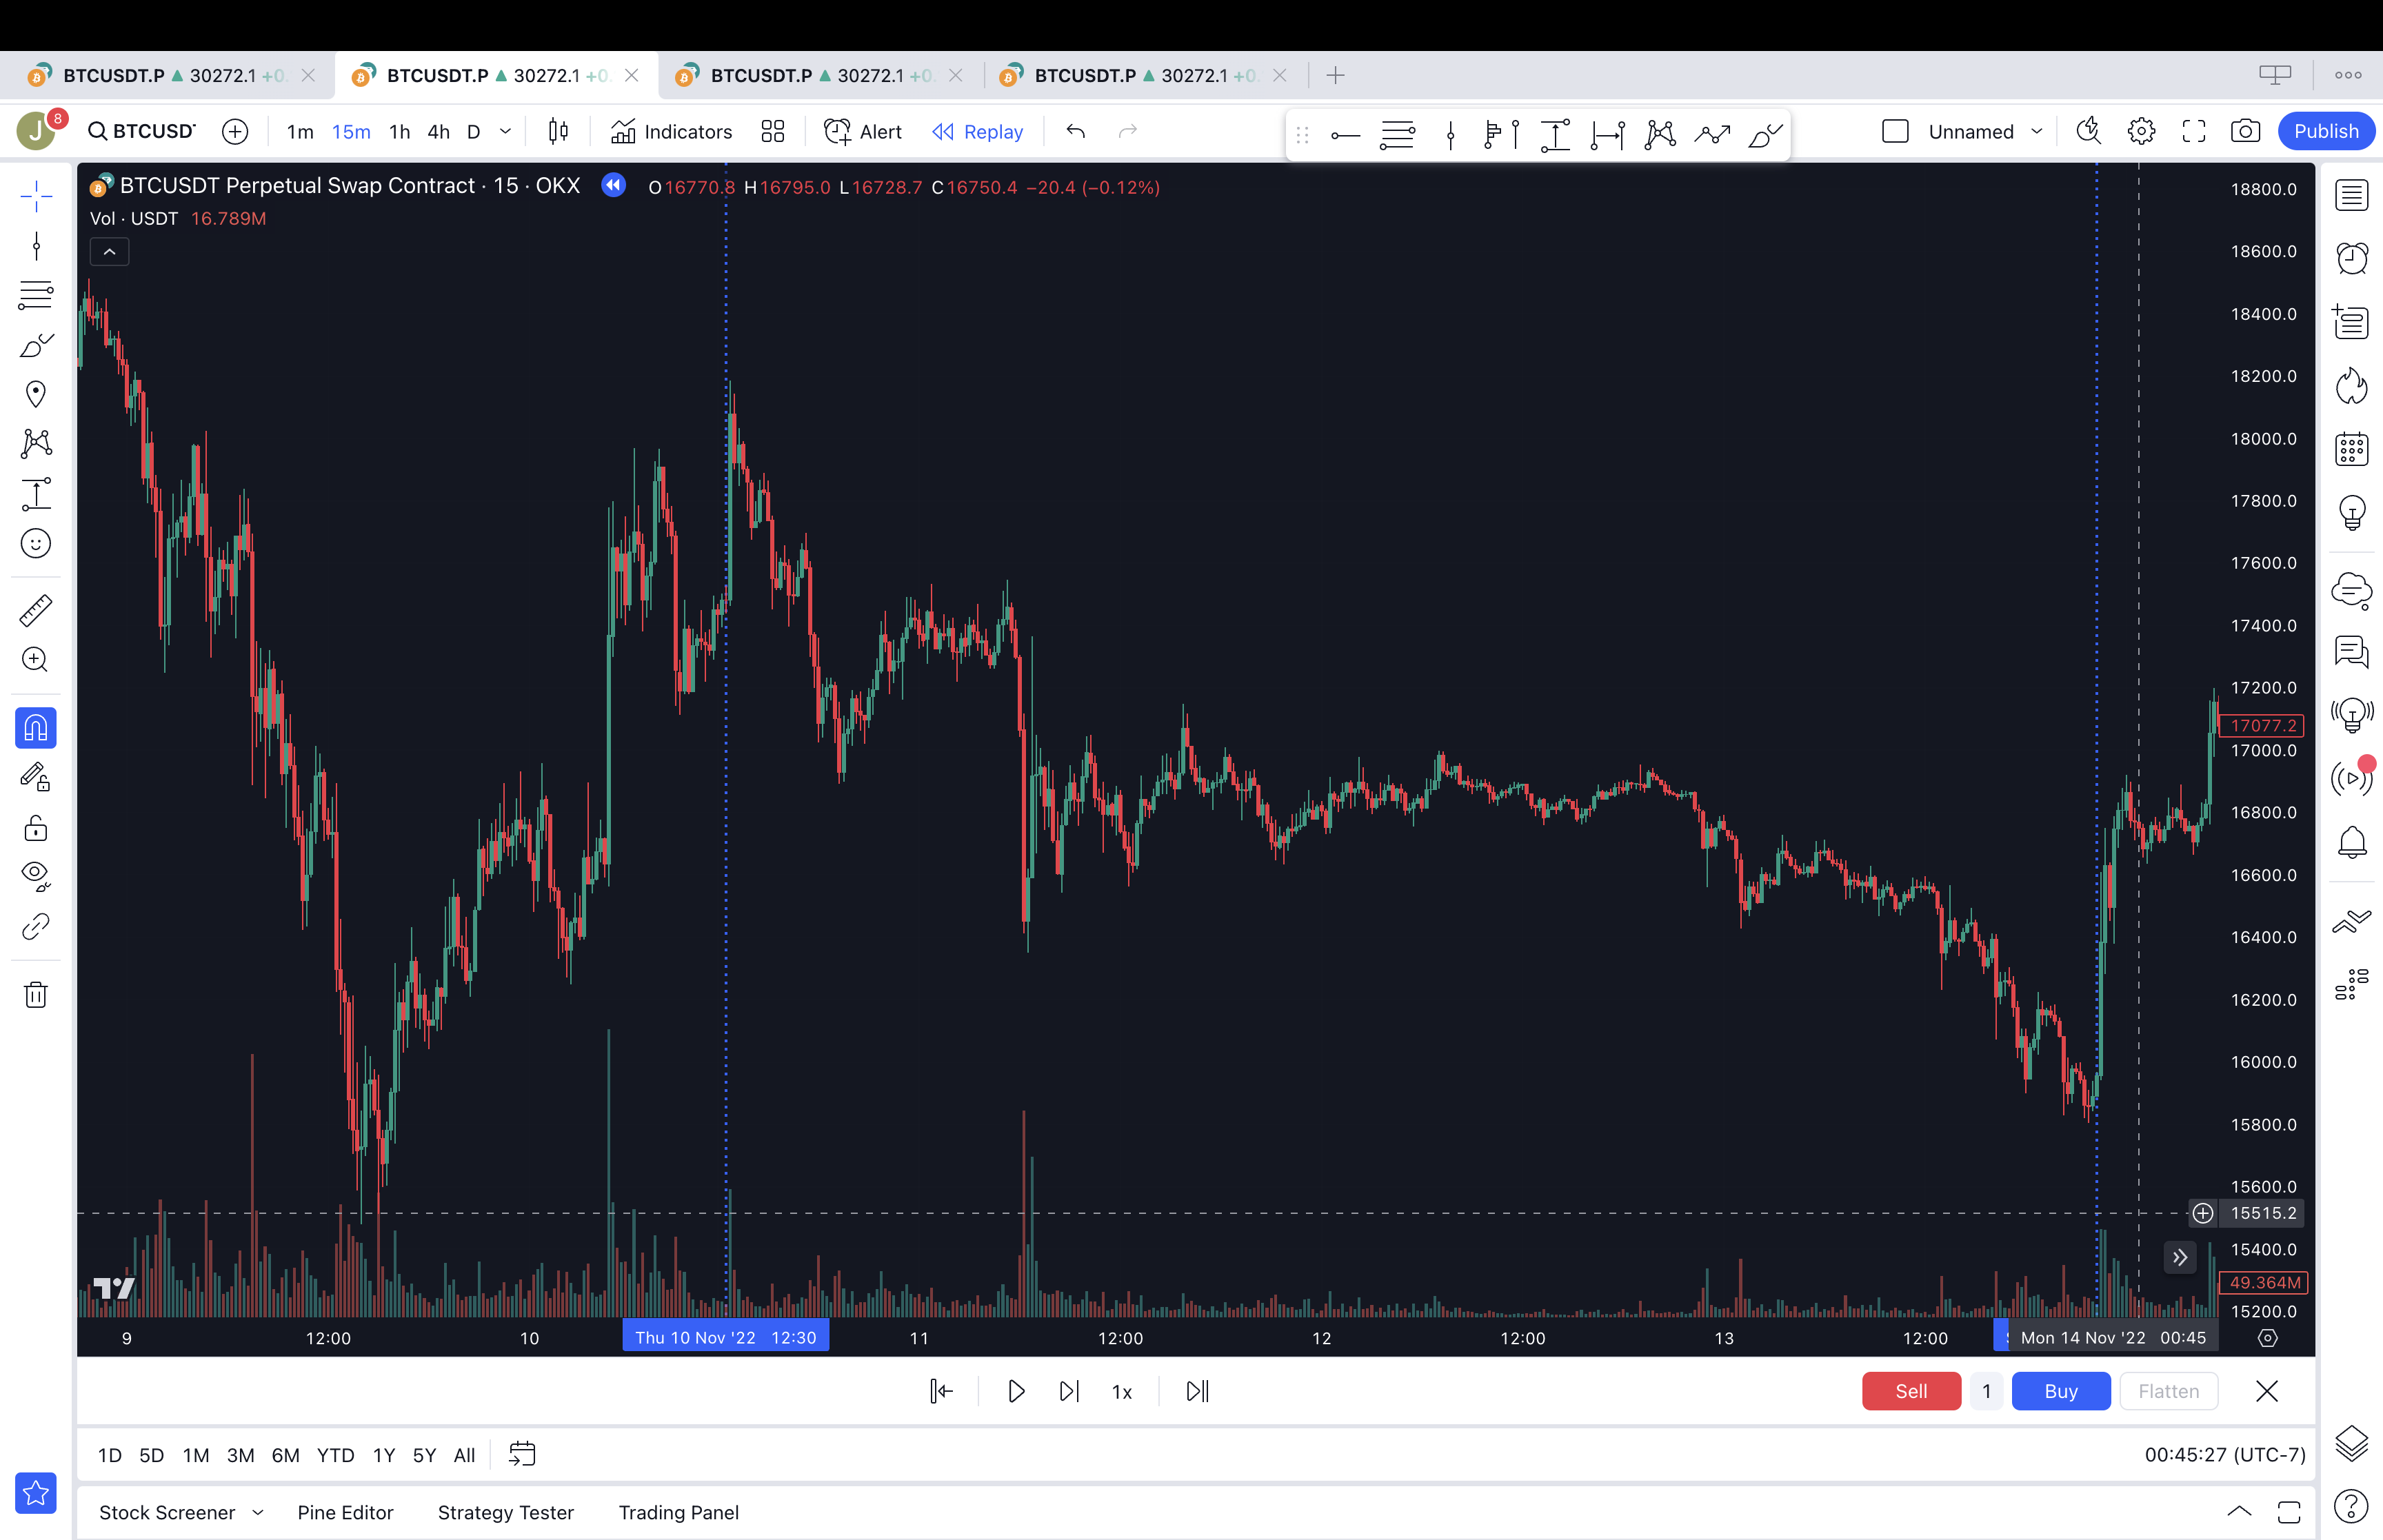 BTCUSDT.P 30272.1 +0. BTCUSDT.P 30272.1 +0. BTCUSDT.P 30272.1 +0. BTCUSDT.P 30272.1 +0.
J 8 BTCUSD 1m 15m 1h 4h D Indicators Alert Replay Unnamed Publish
BTCUSDT Perpetual Swap Contract · 15 · OKX O16770.8 H16795.0 L16728.7 C16750.4 −20.4 (−0.12%)
Vol · USDT 16.789M
18800.0
18600.0
18400.0
18200.0
18000.0
17800.0
17600.0
17400.0
17200.0
17077.2
17000.0
16800.0
16600.0
16400.0
16200.0
16000.0
15800.0
15600.0
15515.2
15400.0
49.364M
15200.0
9 12:00 10 Thu 10 Nov '22 12:30 11 12:00 12 12:00 13 12:00 Mon 14 Nov '22 00:45
1x Sell 1 Buy Flatten
1D 5D 1M 3M 6M YTD 1Y 5Y All 00:45:27 (UTC-7)
Stock Screener Pine Editor Strategy Tester Trading Panel